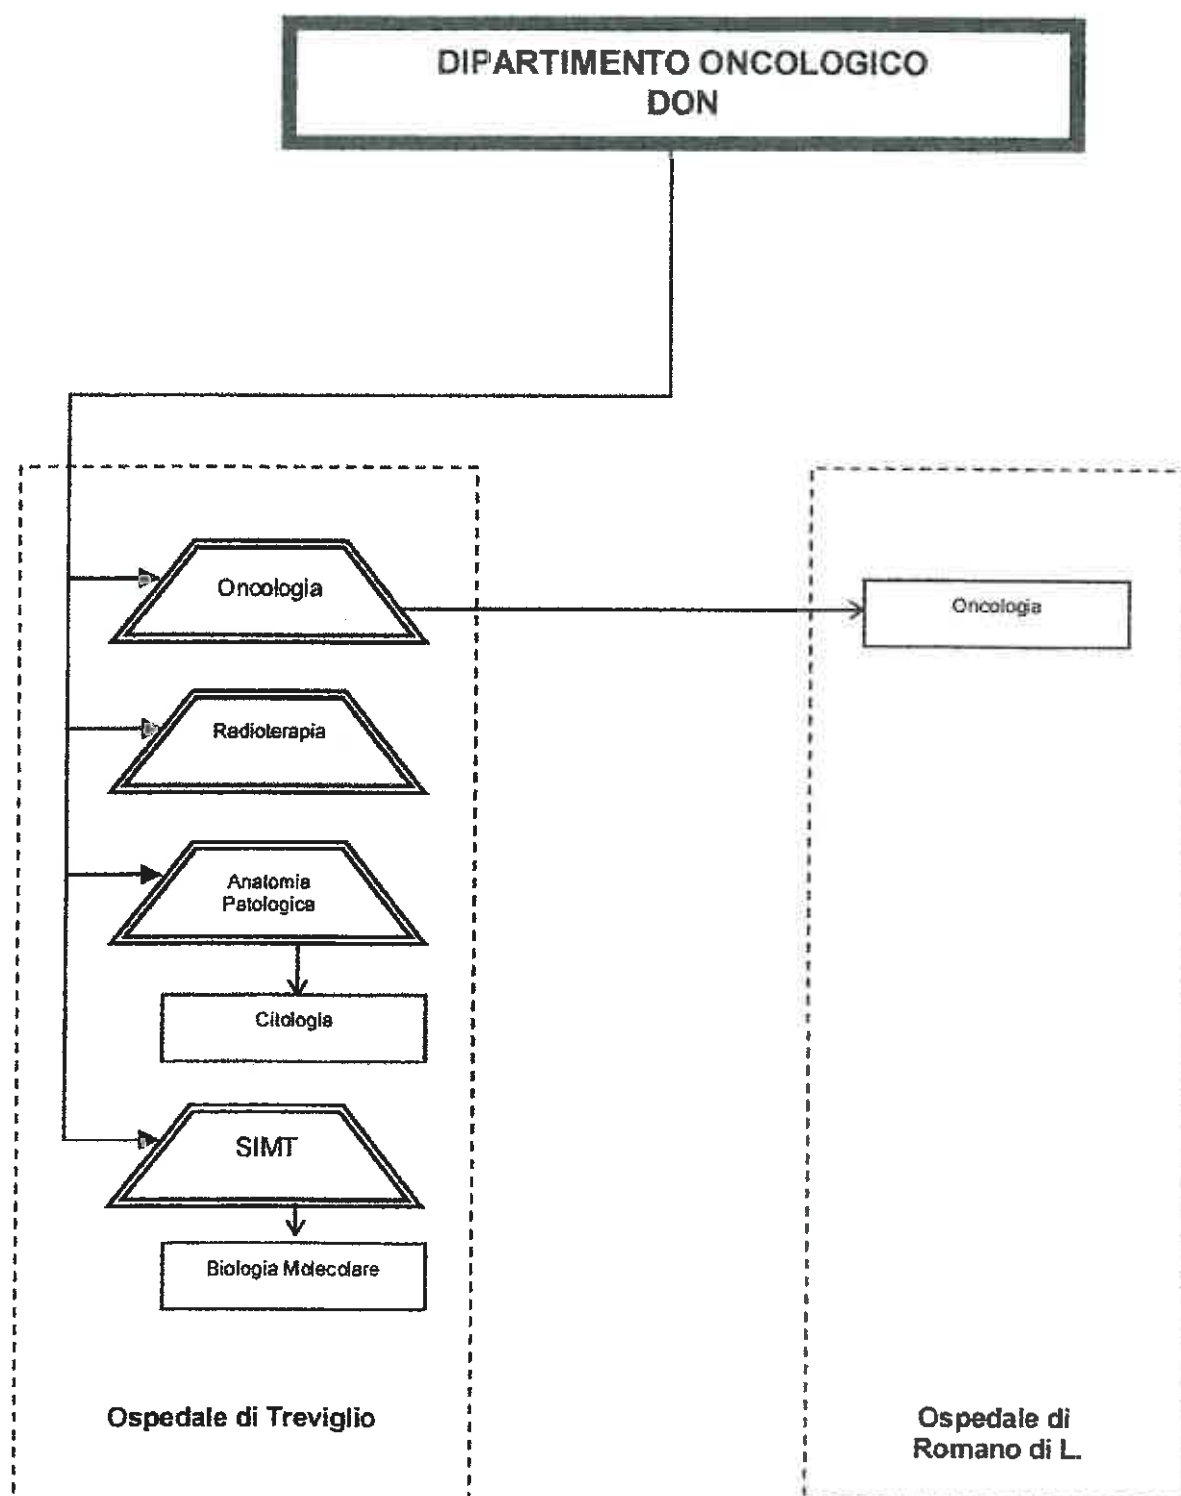 DIPARTIMENTO ONCOLOGICO
DON
Oncologia
Oncologia
Radioterapia
Anatomia
Patologica
Citologia
SIMT
Biologia Molecolare
Ospedale di Treviglio
Ospedale di
Romano di L.